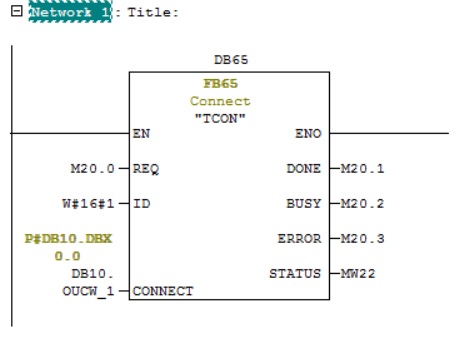 Network 1: Title:
DB65
FB65
Connect
"TCON"
EN ENO
M20.0 REQ DONE M20.1
W#16#1 ID BUSY M20.2
P#DB10.DBX ERROR M20.3
0.0
DB10. STATUS MW22
OUCW_1 CONNECT